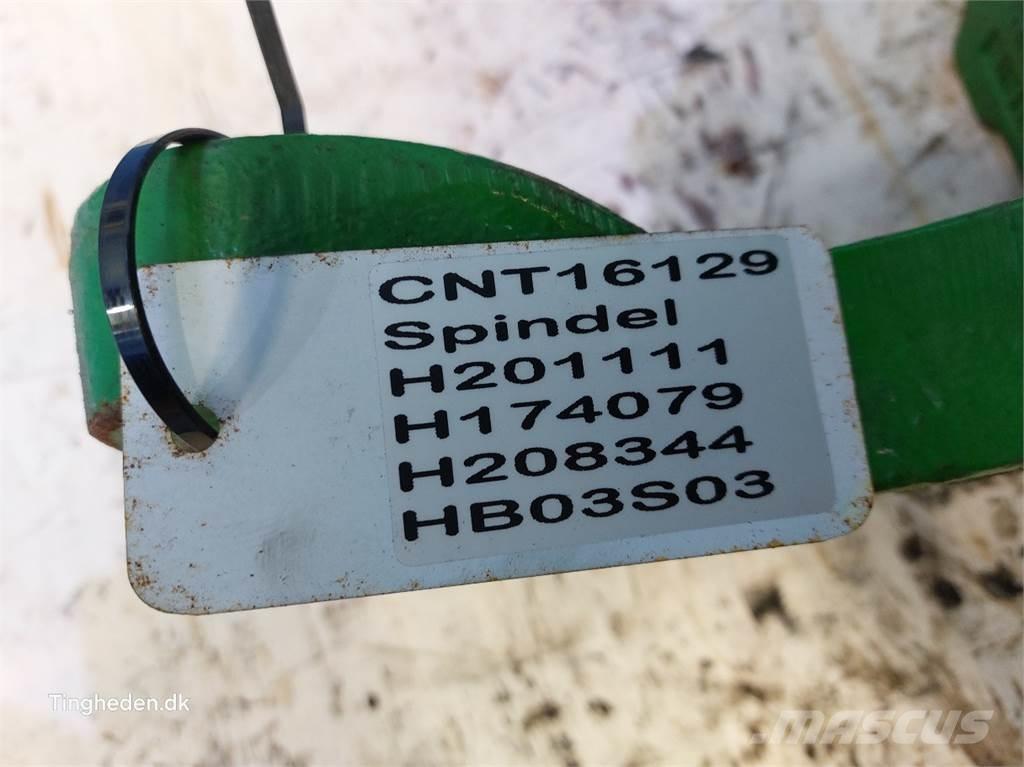 CNT16129
Spindel
H201111
H174079
H208344
HB03S03
Tingheden.dk
MASCUS